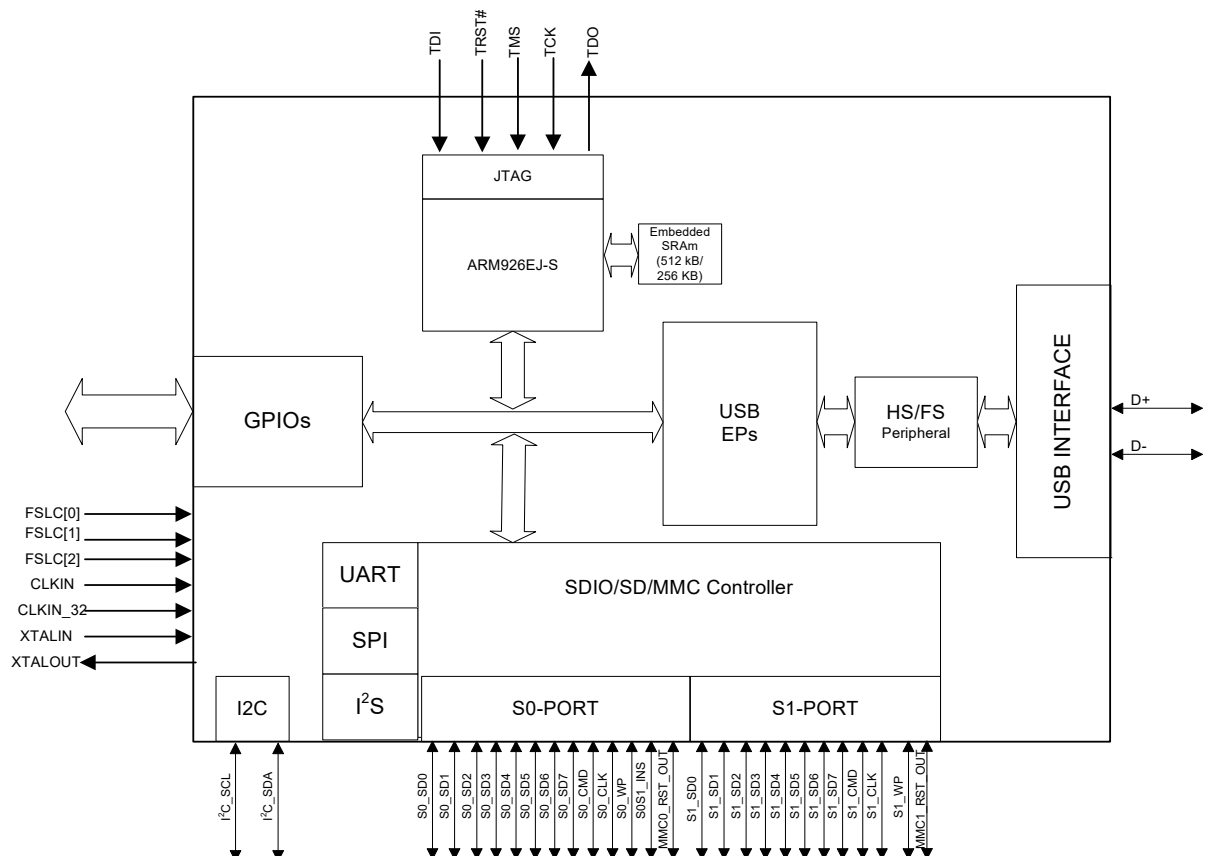 TDI
TRST#
TMS
TCK
TDO
JTAG
ARM926EJ-S
Embedded
SRAm
(512 kB/
256 KB)
GPIOs
USB
EPs
HS/FS
Peripheral
USB INTERFACE
D+
D-
FSLC[0]
FSLC[1]
FSLC[2]
CLKIN
CLKIN_32
XTALIN
XTALOUT
UART
SPI
I²S
SDIO/SD/MMC Controller
I2C
S0-PORT
S1-PORT
I²C_SCL
I²C_SDA
S0_SD0
S0_SD1
S0_SD2
S0_SD3
S0_SD4
S0_SD5
S0_SD6
S0_SD7
S0_CMD
S0_CLK
S0_WP
S0S1_INS
MMC0_RST_OUT
S1_SD0
S1_SD1
S1_SD2
S1_SD3
S1_SD4
S1_SD5
S1_SD6
S1_SD7
S1_CMD
S1_CLK
S1_WP
MMC1_RST_OUT